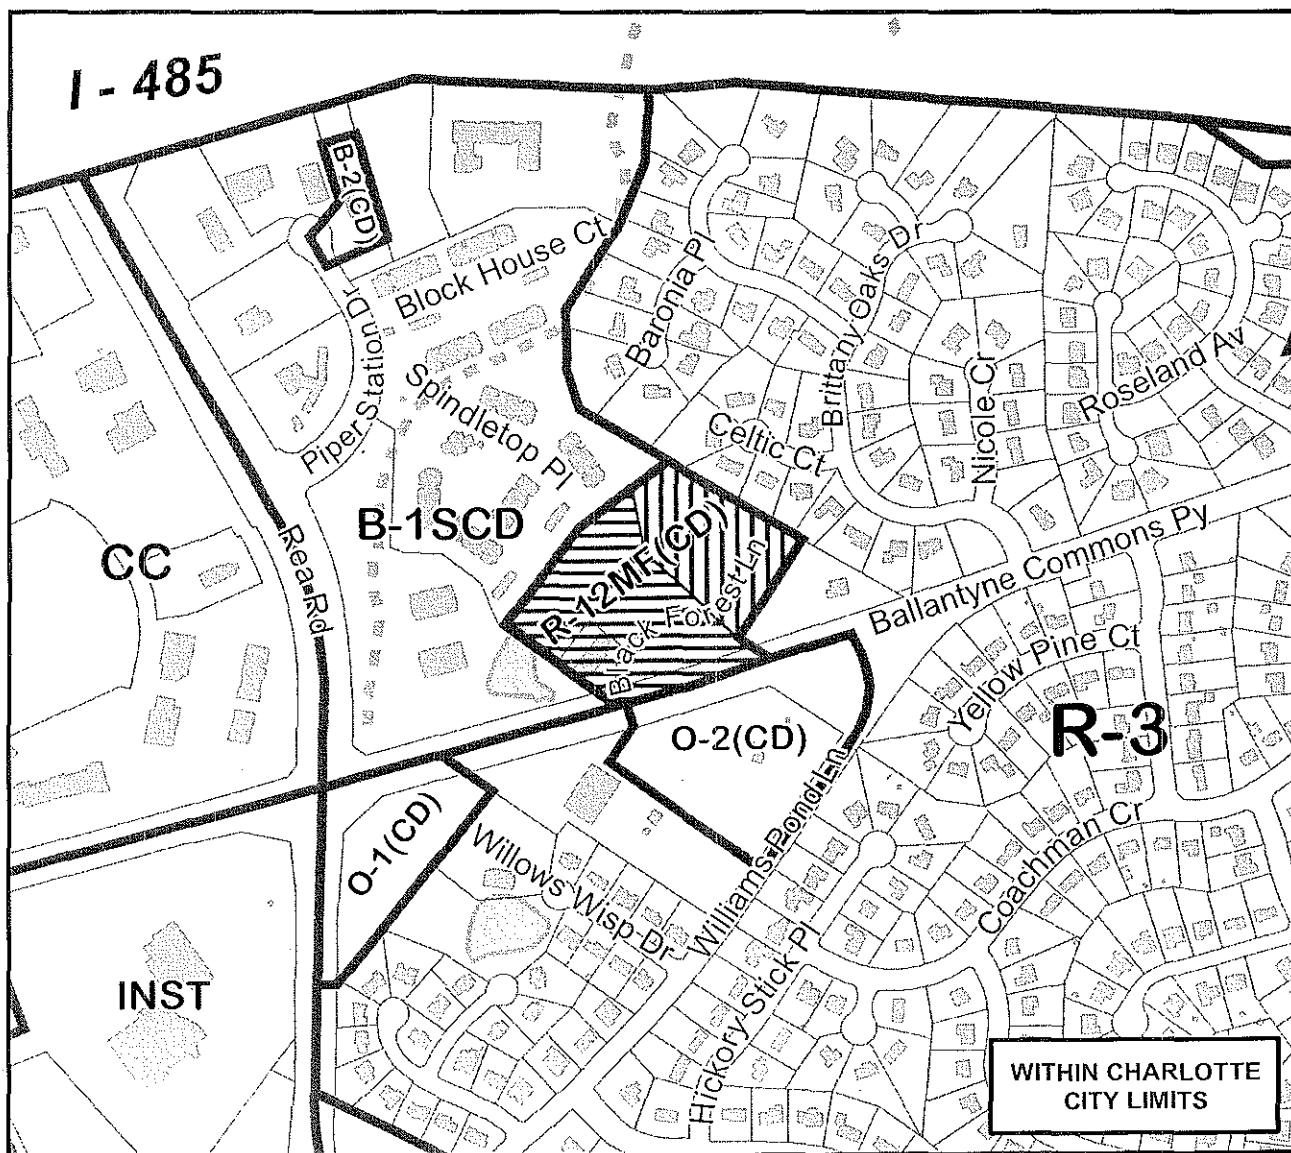 I - 485
B-2(CD)
Block House Ct
Baronia Pl
Brittany Oaks Dr
Piper Station Dr
Spindletop Pl
Roseland Av
Nicole Cr
Celtic Ct
B-1SCD
CC
Rea Rd
R-12MF(CD)
Black Forest Ln
Ballantyne Commons Py
Yellow Pine Ct
R-3
O-2(CD)
O-1(CD)
Willows Wisp Dr
Williams Pond Ln
Coachman Cr
Hickory Stick Pl
INST
WITHIN CHARLOTTE
CITY LIMITS